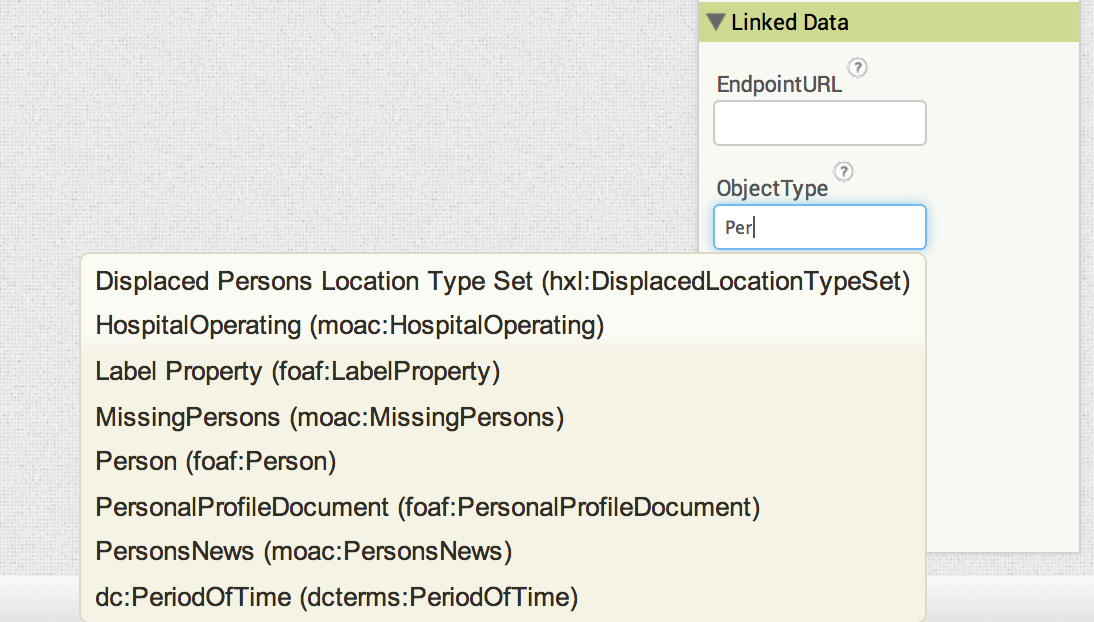 Linked Data
EndpointURL ?
ObjectType ?
Per
Displaced Persons Location Type Set (hxl:DisplacedLocationTypeSet)
HospitalOperating (moac:HospitalOperating)
Label Property (foaf:LabelProperty)
MissingPersons (moac:MissingPersons)
Person (foaf:Person)
PersonalProfileDocument (foaf:PersonalProfileDocument)
PersonsNews (moac:PersonsNews)
dc:PeriodOfTime (dcterms:PeriodOfTime)